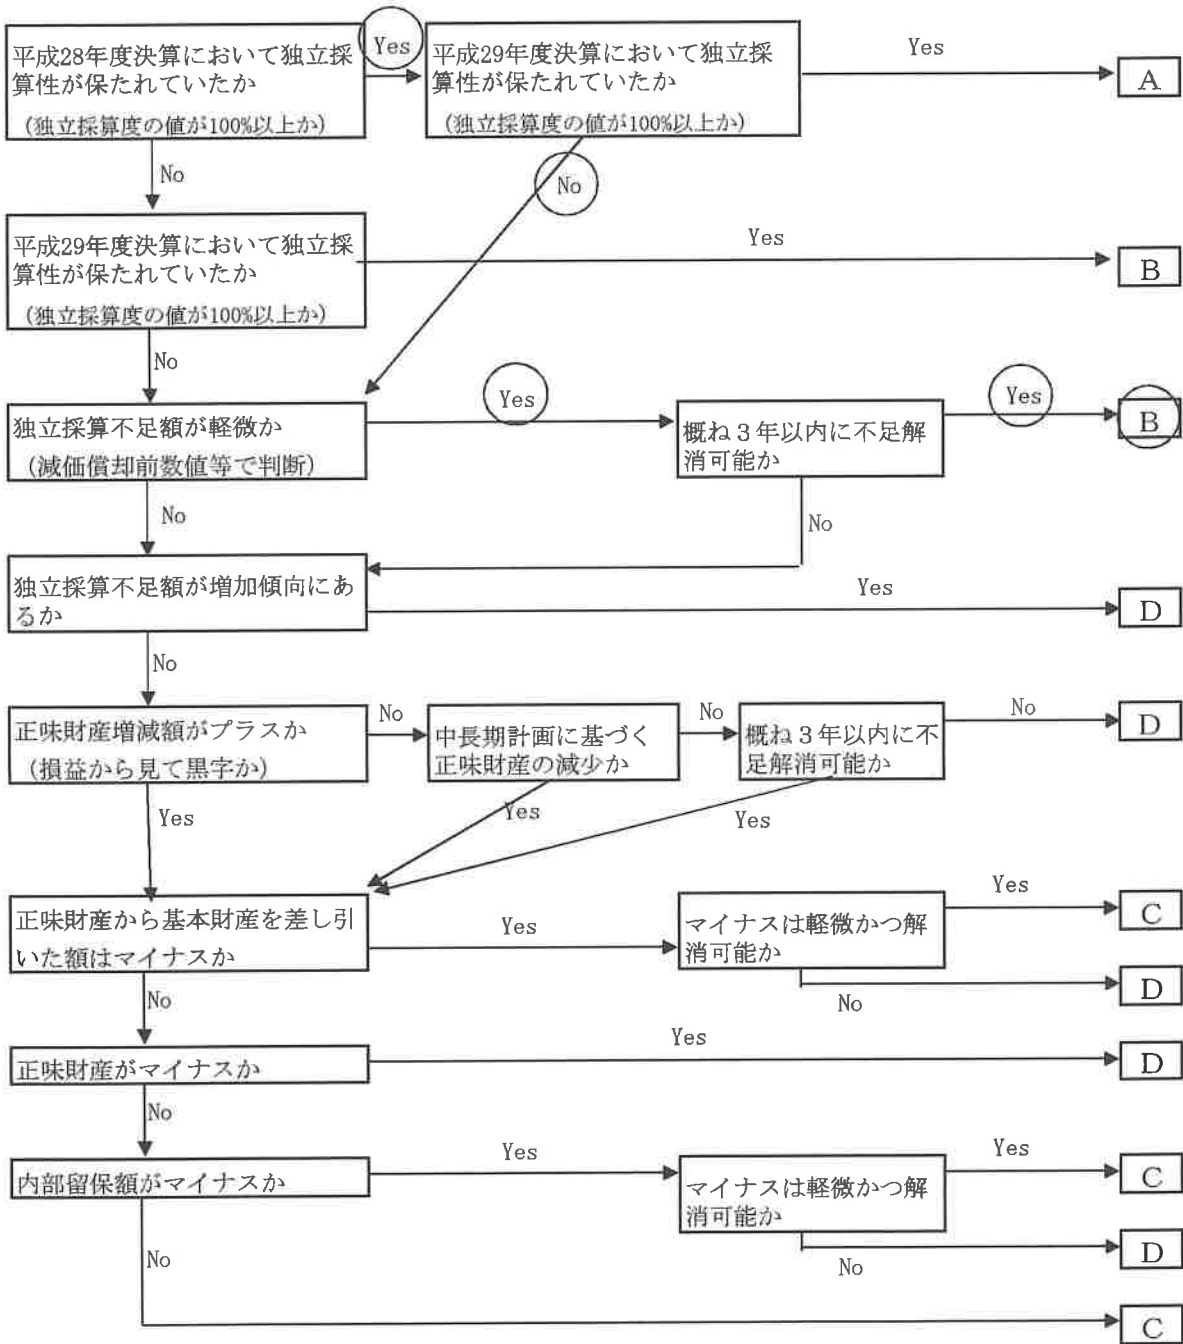 平成28年度決算において独立採
算性が保たれていたか
(独立採算度の値が100%以上か)
Yes
平成29年度決算において独立採
算性が保たれていたか
(独立採算度の値が100%以上か)
Yes
A
No
No
平成29年度決算において独立採
算性が保たれていたか
(独立採算度の値が100%以上か)
Yes
B
No
独立採算不足額が軽微か
(減価償却前数値等で判断)
Yes
概ね3年以内に不足解
消可能か
Yes
B
No
No
独立採算不足額が増加傾向にあ
るか
Yes
D
No
正味財産増減額がプラスか
(損益から見て黒字か)
No
中長期計画に基づく
正味財産の減少か
No
概ね3年以内に不
足解消可能か
No
D
Yes
Yes
Yes
正味財産から基本財産を差し引
いた額はマイナスか
Yes
マイナスは軽微かつ解
消可能か
Yes
C
No
D
No
正味財産がマイナスか
Yes
D
No
内部留保額がマイナスか
Yes
マイナスは軽微かつ解
消可能か
Yes
C
No
D
No
C